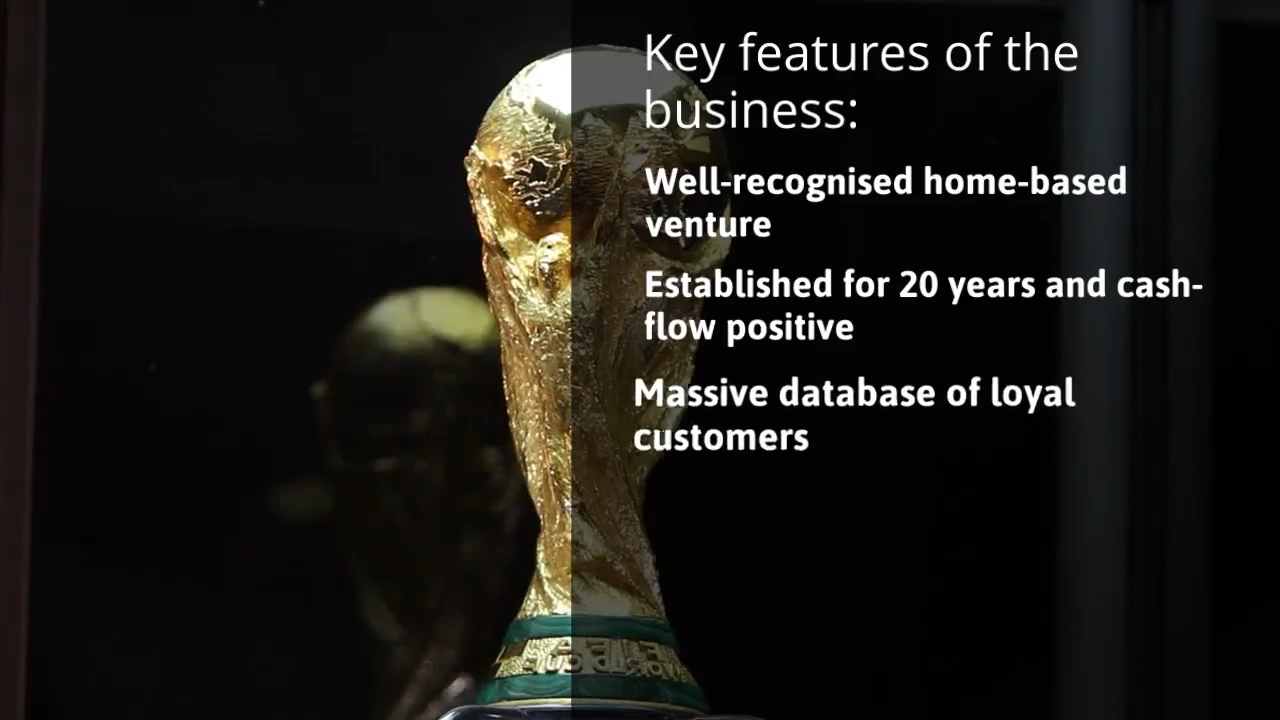 Key features of the
business:
Well-recognised home-based
venture
Established for 20 years and cash-
flow positive
Massive database of loyal
customers